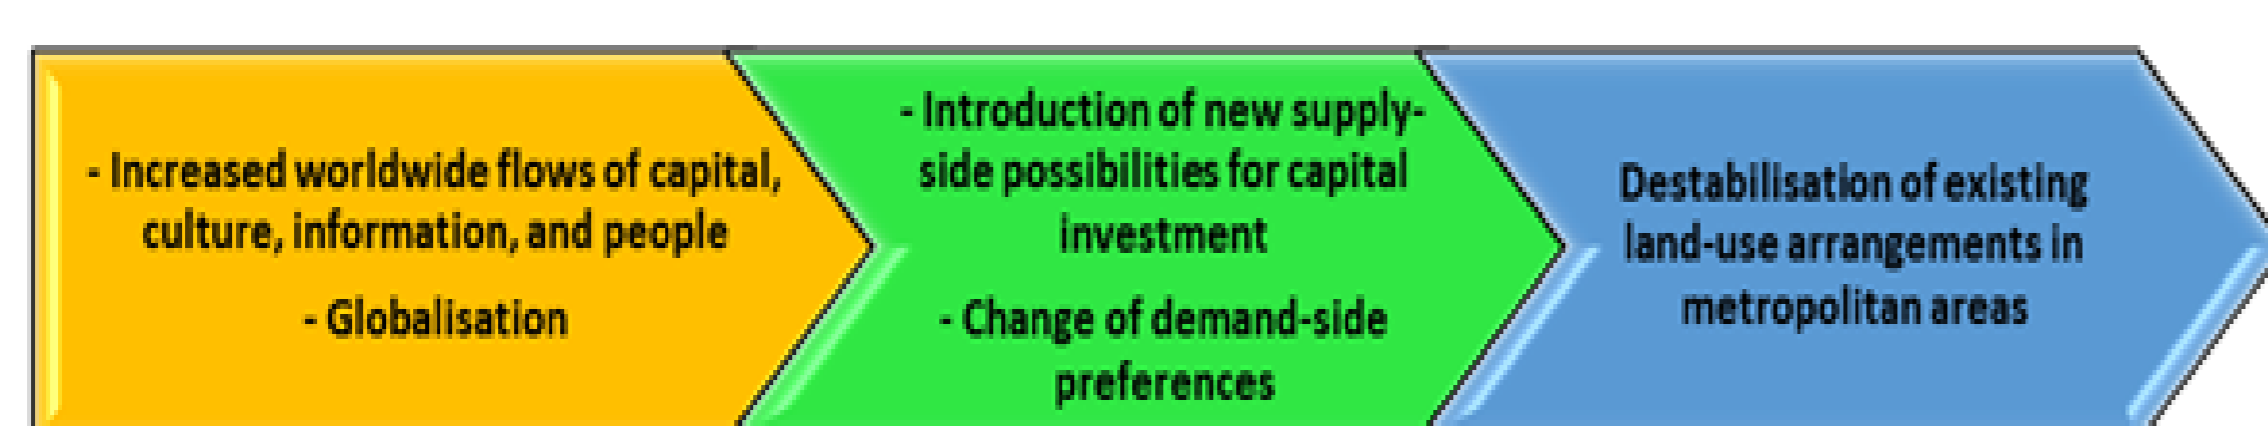 - Increased worldwide flows of capital,
culture, information, and people
- Globalisation
- Introduction of new supply-
side possibilities for capital
investment
- Change of demand-side
preferences
Destabilisation of existing
land-use arrangements in
metropolitan areas